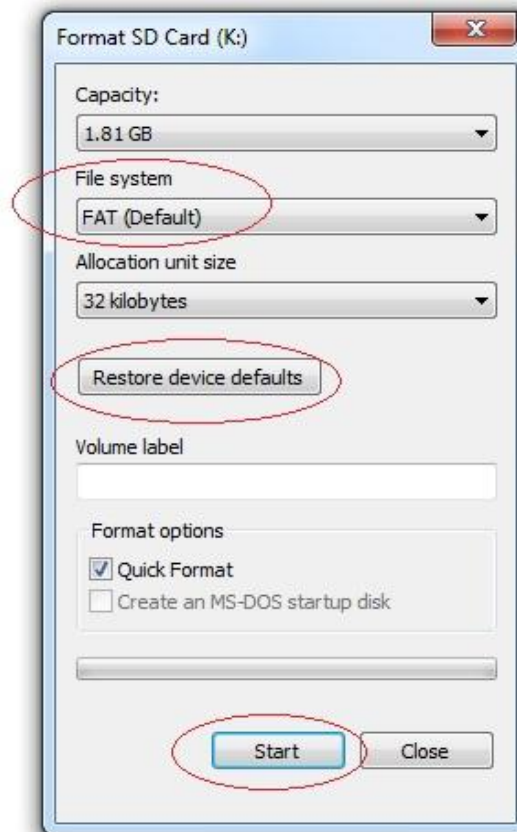 Format SD Card (K:)
Capacity:
1.81 GB
File system
FAT (Default)
Allocation unit size
32 kilobytes
Restore device defaults
Volume label
Format options
Quick Format
Create an MS-DOS startup disk
Start Close